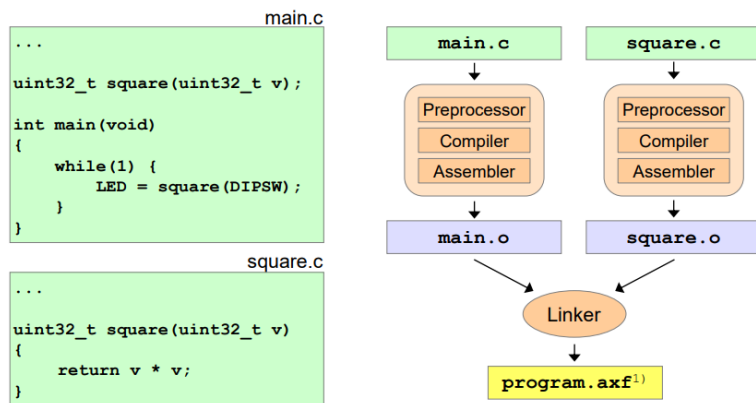 main.c
...
uint32_t square(uint32_t v);
int main(void)
{
    while(1) {
        LED = square(DIPSW);
    }
}
square.c
...
uint32_t square(uint32_t v)
{
    return v * v;
}
main.c
square.c
Preprocessor
Compiler
Assembler
Preprocessor
Compiler
Assembler
main.o
square.o
Linker
program.axf1)